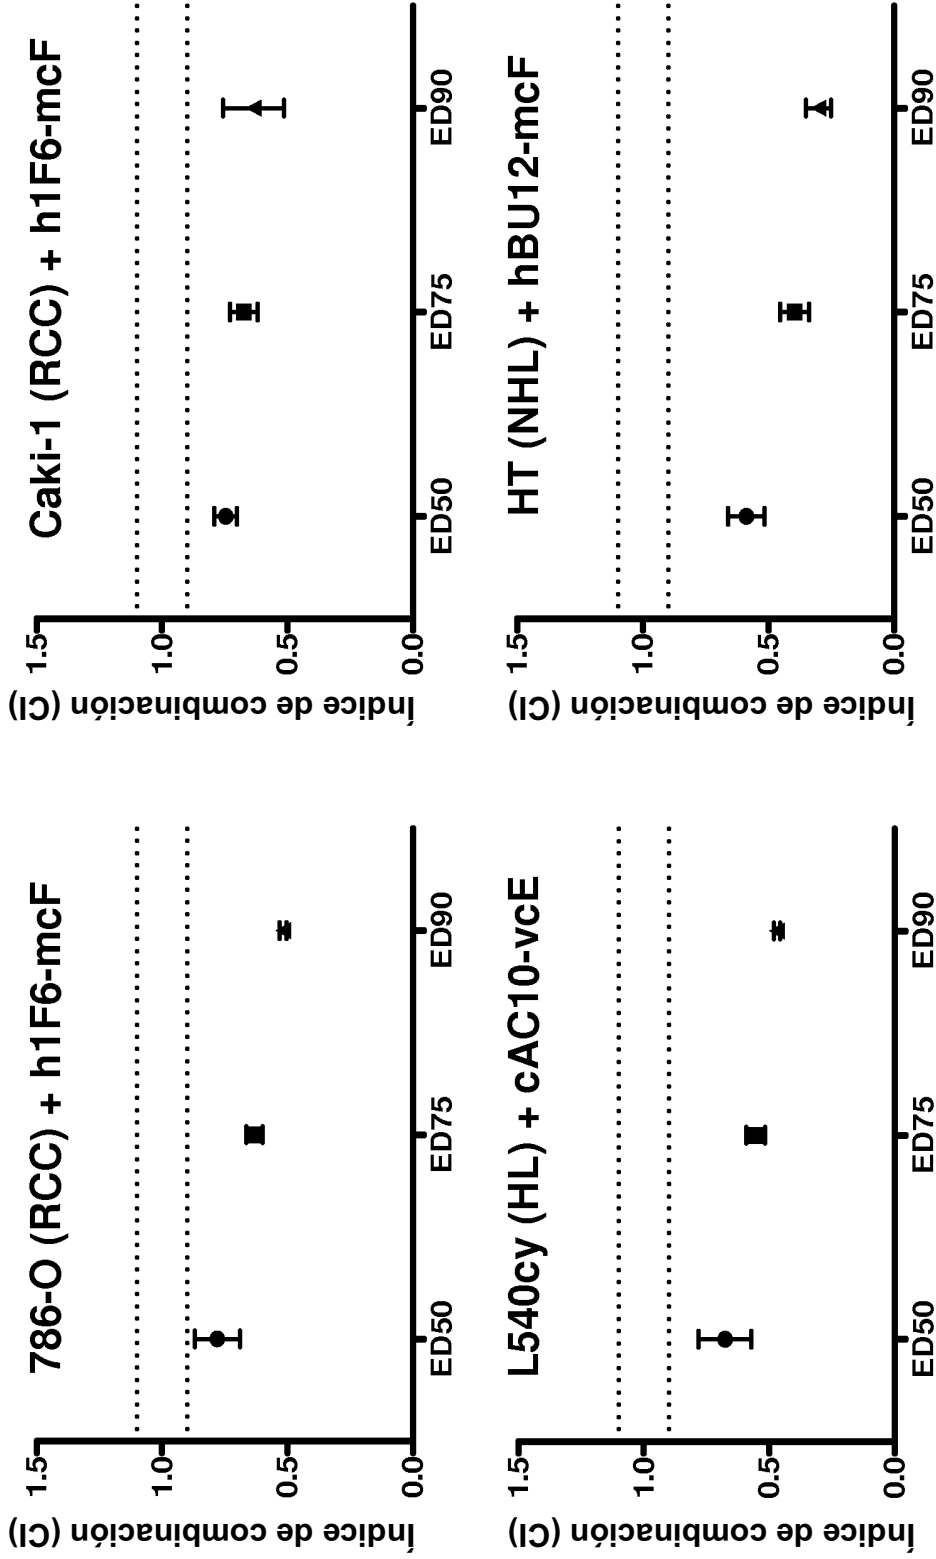 786-O (RCC) + h1F6-mcF
Índice de combinación (CI)
1.5
1.0
0.5
0.0
ED50
ED75
ED90
Caki-1 (RCC) + h1F6-mcF
Índice de combinación (CI)
1.5
1.0
0.5
0.0
ED50
ED75
ED90
L540cy (HL) + cAC10-vcE
Índice de combinación (CI)
1.5
1.0
0.5
0.0
ED50
ED75
ED90
HT (NHL) + hBU12-mcF
Índice de combinación (CI)
1.5
1.0
0.5
0.0
ED50
ED75
ED90